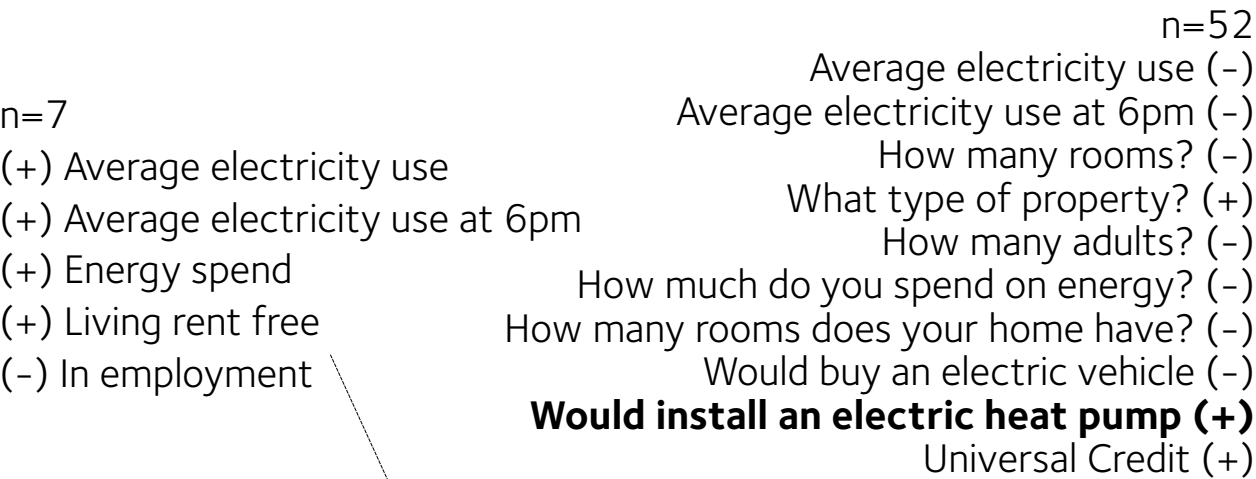 n=7
(+) Average electricity use
(+) Average electricity use at 6pm
(+) Energy spend
(+) Living rent free
(-) In employment
n=52
Average electricity use (-)
Average electricity use at 6pm (-)
How many rooms? (-)
What type of property? (+)
How many adults? (-)
How much do you spend on energy? (-)
How many rooms does your home have? (-)
Would buy an electric vehicle (-)
Would install an electric heat pump (+)
Universal Credit (+)